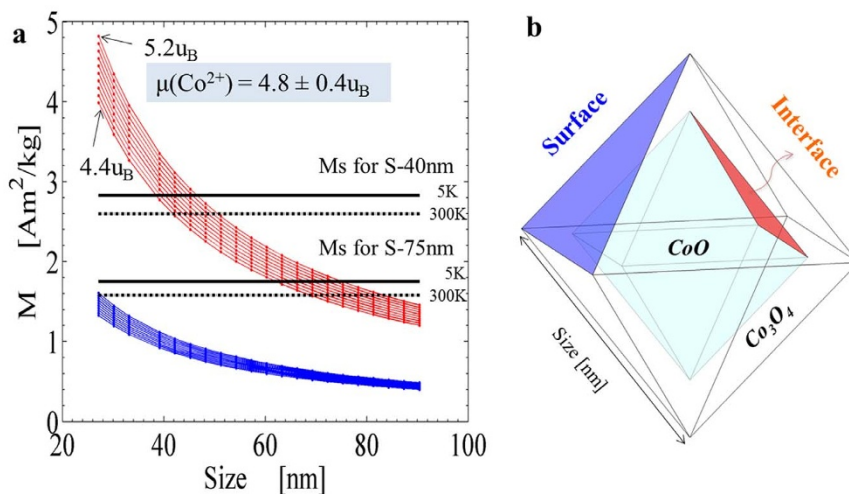 a
5
4
3
2
1
0
M [Am²/kg]
5.2uB
μ(Co²⁺) = 4.8 ± 0.4uB
4.4uB
Ms for S-40nm
5K
300K
Ms for S-75nm
5K
300K
20 40 60 80 100
Size [nm]
b
Surface
Interface
CoO
Co₃O₄
Size [nm]